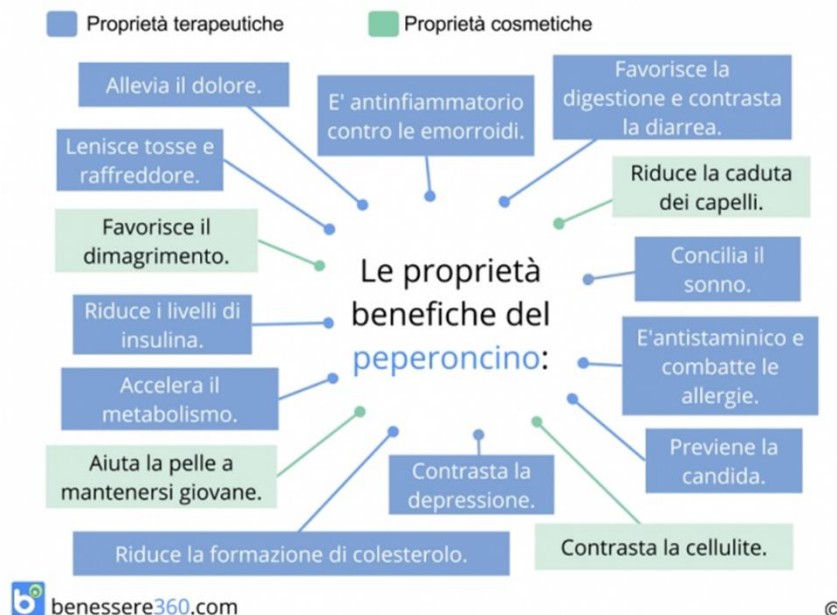 Proprietà terapeutiche
Proprietà cosmetiche
Allevia il dolore.
E' antinfiammatorio
contro le emorroidi.
Favorisce la
digestione e contrasta
la diarrea.
Lenisce tosse e
raffreddore.
Riduce la caduta
dei capelli.
Favorisce il
dimagrimento.
Le proprietà
benefiche del
peperoncino:
Concilia il
sonno.
Riduce i livelli di
insulina.
E'antistaminico e
combatte le
allergie.
Accelera il
metabolismo.
Previene la
candida.
Aiuta la pelle a
mantenersi giovane.
Contrasta la
depressione.
Riduce la formazione di colesterolo.
Contrasta la cellulite.
b
benessere360.com
©